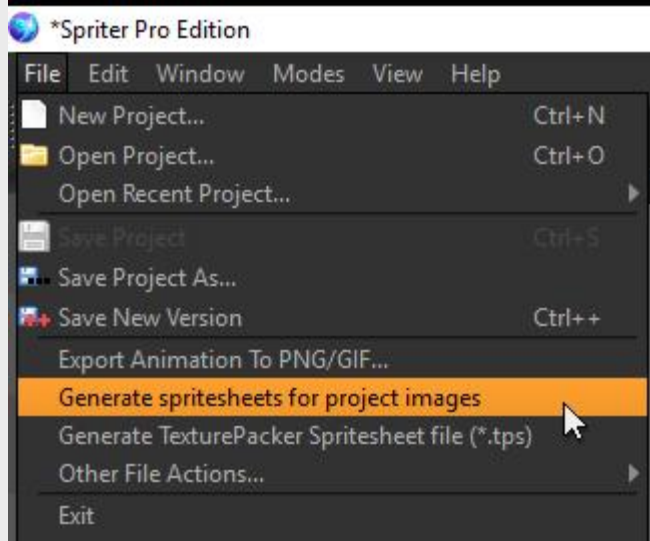 *Spriter Pro Edition
File Edit Window Modes View Help
New Project... Ctrl+N
Open Project... Ctrl+O
Open Recent Project...
Save Project Ctrl+S
Save Project As...
Save New Version Ctrl++
Export Animation To PNG/GIF...
Generate spritesheets for project images
Generate TexturePacker Spritesheet file (*.tps)
Other File Actions...
Exit